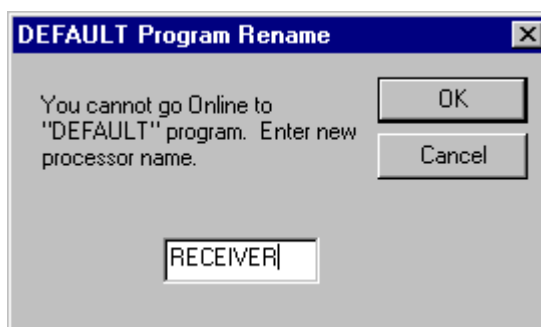 DEFAULT Program Rename
You cannot go Online to
"DEFAULT" program. Enter new
processor name.
OK
Cancel
RECEIVER